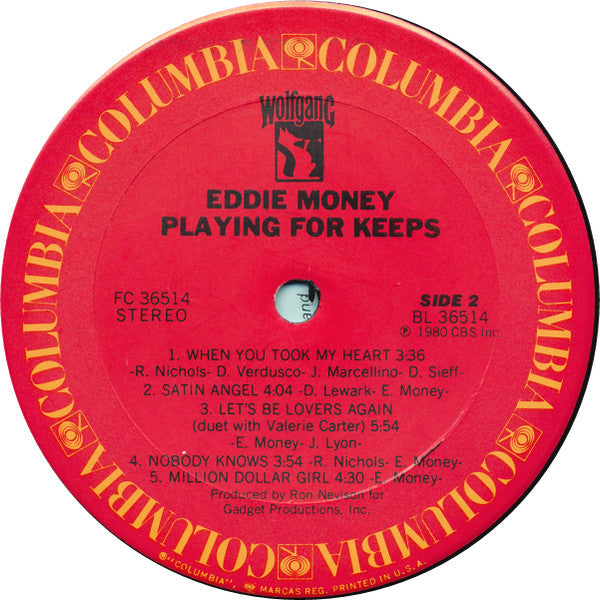 COLUMBIA COLUMBIA COLUMBIA COLUMBIA COLUMBIA COLUMBIA
Wolfgang
EDDIE MONEY
PLAYING FOR KEEPS
FC 36514
STEREO
SIDE 2
BL 36514
℗ 1980 CBS Inc.
1. WHEN YOU TOOK MY HEART 3:36
-R. Nichols- D. Verdusco- J. Marcellino- D. Sieff-
2. SATIN ANGEL 4:04 -D. Lewark- E. Money-
3. LET'S BE LOVERS AGAIN
(duet with Valerie Carter) 5:54
-E. Money- J. Lyon-
4. NOBODY KNOWS 3:54 -R. Nichols- E. Money-
5. MILLION DOLLAR GIRL 4:30 -E. Money-
Produced by Ron Nevison for
Gadget Productions, Inc.
®"COLUMBIA", MARCAS REG. PRINTED IN U.S.A.